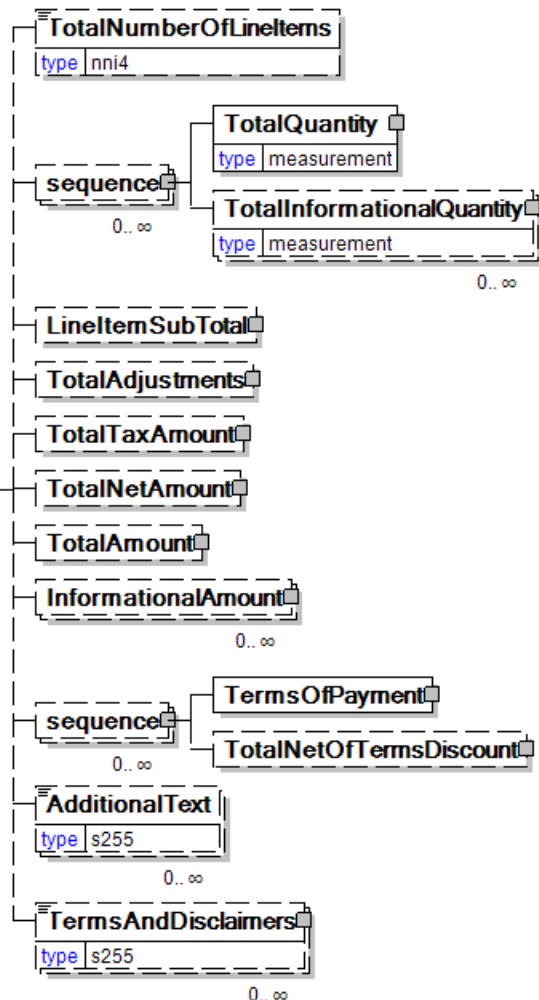 TotalNumberOfLineItems
type nni4
TotalQuantity
type measurement
sequence
0.. ∞
TotalInformationalQuantity
type measurement
0.. ∞
LineItemSubTotal
TotalAdjustments
TotalTaxAmount
TotalNetAmount
TotalAmount
InformationalAmount
0.. ∞
TermsOfPayment
sequence
0.. ∞
TotalNetOfTermsDiscount
AdditionalText
type s255
0.. ∞
TermsAndDisclaimers
type s255
0.. ∞